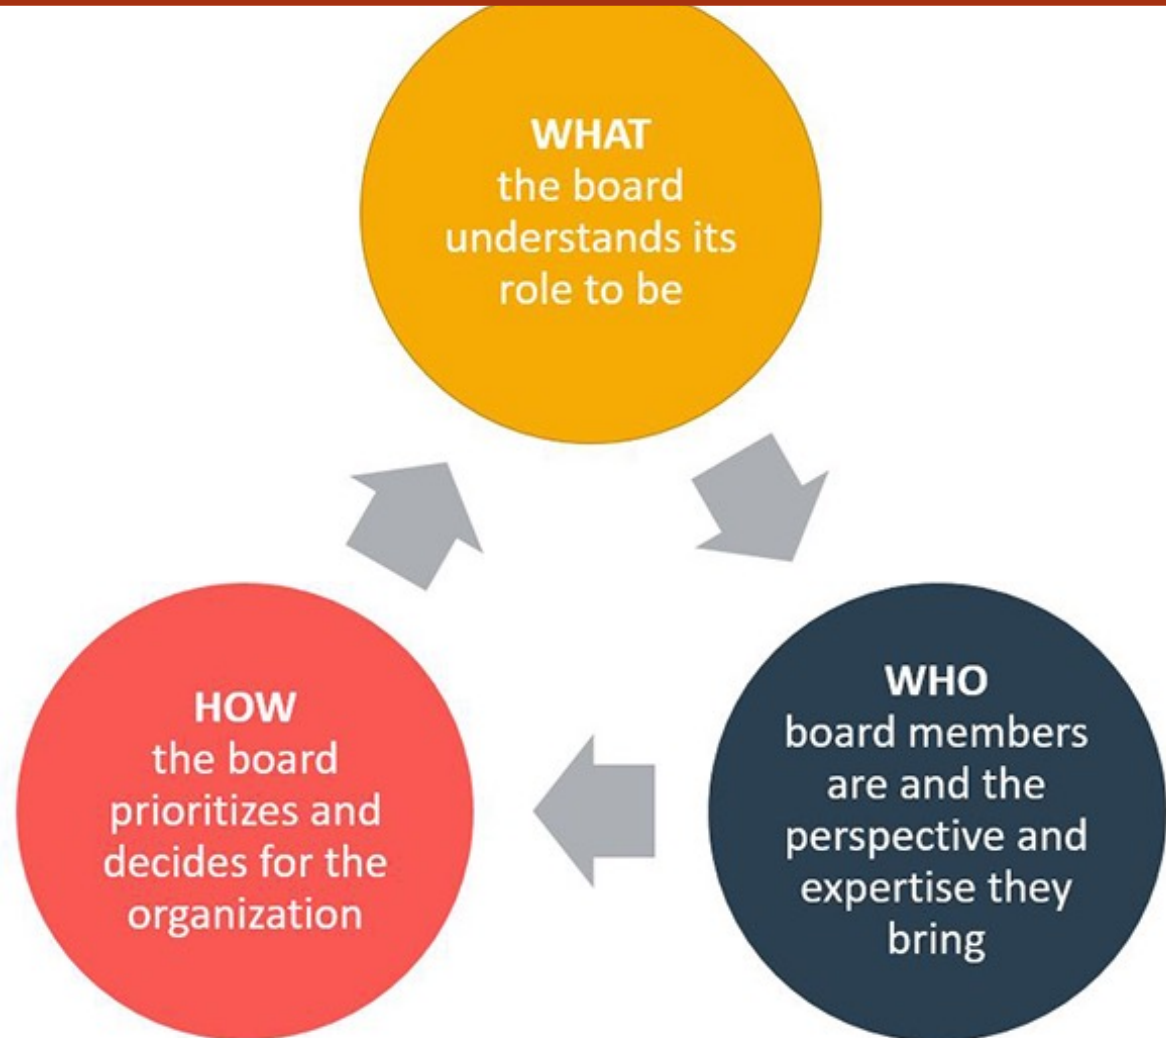 WHAT
the board
understands its
role to be
WHO
board members
are and the
perspective and
expertise they
bring
HOW
the board
prioritizes and
decides for the
organization